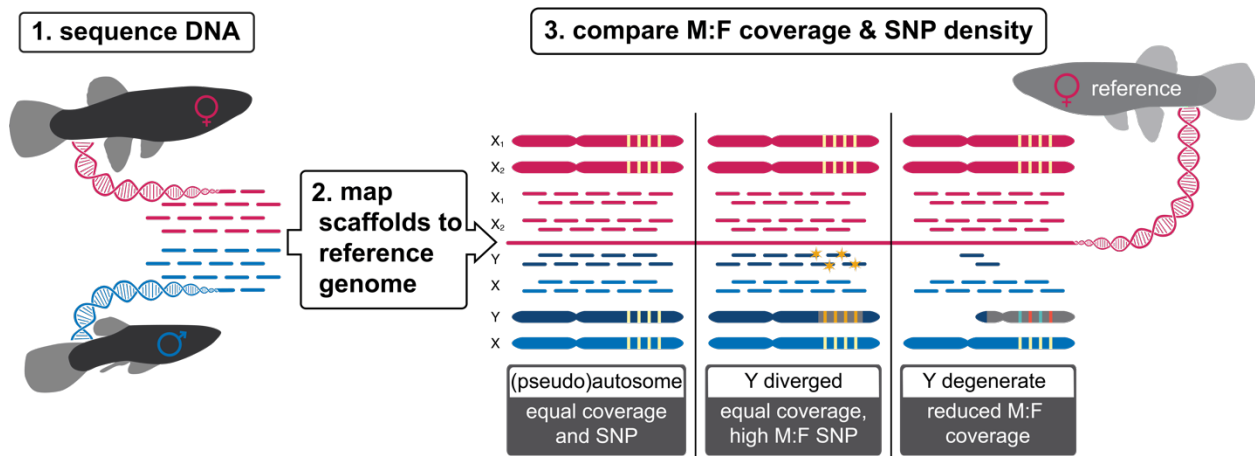 1. sequence DNA
♀
♂
2. map
scaffolds to
reference
genome
3. compare M:F coverage & SNP density
♀ reference
X₁
X₂
X₁
X₂
Y
X
Y
X
(pseudo)autosome
equal coverage
and SNP
Y diverged
equal coverage,
high M:F SNP
Y degenerate
reduced M:F
coverage